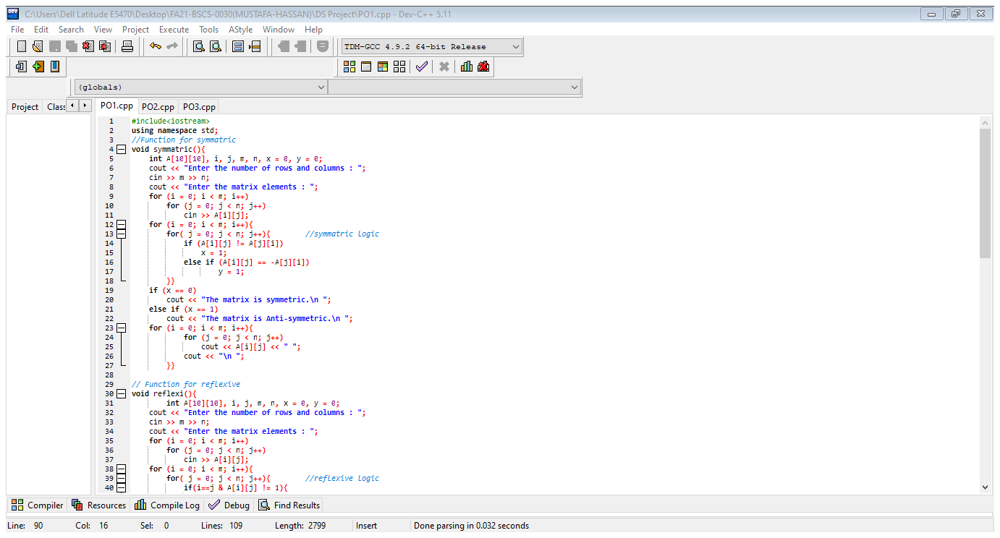 C:\Users\Dell Latitude E5470\Desktop\FA21-BSCS-0030(MUSTAFA-HASSAN)\DS Project\PO1.cpp - Dev-C++ 5.11
File Edit Search View Project Execute Tools AStyle Window Help
TDM-GCC 4.9.2 64-bit Release
(globals)
Project Class PO1.cpp PO2.cpp PO3.cpp
1 #include<iostream>
2 using namespace std;
3 //Function for symmatric
4 void symmatric(){
5 int A[10][10], i, j, m, n, x = 0, y = 0;
6 cout << "Enter the number of rows and columns : ";
7 cin >> m >> n;
8 cout << "Enter the matrix elements : ";
9 for (i = 0; i < m; i++)
10 for (j = 0; j < n; j++)
11 cin >> A[i][j];
12 for (i = 0; i < m; i++){
13 for( j = 0; j < n; j++){ //symmatric logic
14 if (A[i][j] != A[j][i])
15 x = 1;
16 else if (A[i][j] == -A[j][i])
17 y = 1;
18 }}
19 if (x == 0)
20 cout << "The matrix is symmetric.\n ";
21 else if (x == 1)
22 cout << "The matrix is Anti-symmetric.\n ";
23 for (i = 0; i < m; i++){
24 for (j = 0; j < n; j++)
25 cout << A[i][j] << " ";
26 cout << "\n ";
27 }}
28
29 // Function for reflexive
30 void reflexi(){
31 int A[10][10], i, j, m, n, x = 0, y = 0;
32 cout << "Enter the number of rows and columns : ";
33 cin >> m >> n;
34 cout << "Enter the matrix elements : ";
35 for (i = 0; i < m; i++)
36 for (j = 0; j < n; j++)
37 cin >> A[i][j];
38 for (i = 0; i < m; i++){
39 for( j = 0; j < n; j++){ //reflexive logic
40 if(i==j & A[i][j] != 1){
Compiler Resources Compile Log Debug Find Results
Line: 90 Col: 16 Sel: 0 Lines: 109 Length: 2799 Insert Done parsing in 0.032 seconds